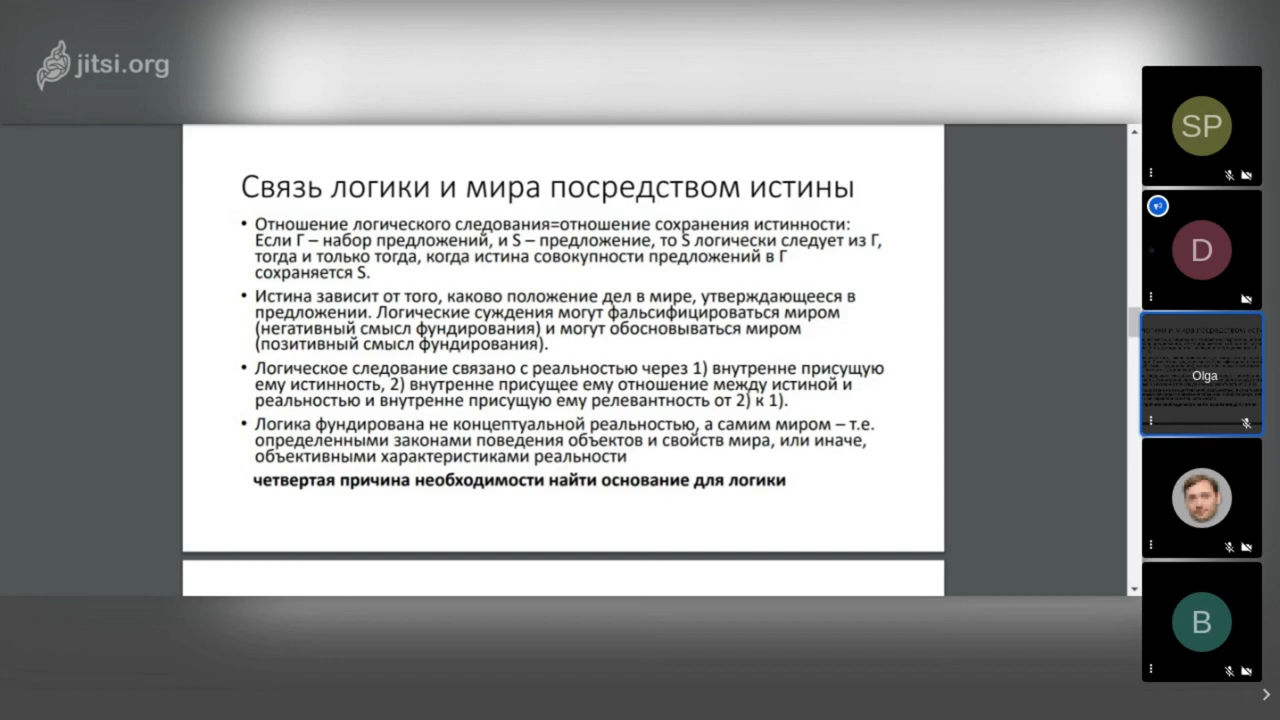 jitsi.org
Связь логики и мира посредством истины
• Отношение логического следования=отношение сохранения истинности:
Если Г – набор предложений, и S – предложение, то S логически следует из Г,
тогда и только тогда, когда истина совокупности предложений в Г
сохраняется S.
• Истина зависит от того, каково положение дел в мире, утверждающееся в
предложении. Логические суждения могут фальсифицироваться миром
(негативный смысл фундирования) и могут обосновываться миром
(позитивный смысл фундирования).
• Логическое следование связано с реальностью через 1) внутренне присущую
ему истинность, 2) внутренне присущее ему отношение между истиной и
реальностью и внутренне присущую ему релевантность от 2) к 1).
• Логика фундирована не концептуальной реальностью, а самим миром – т.е.
определенными законами поведения объектов и свойств мира, или иначе,
объективными характеристиками реальности
четвертая причина необходимости найти основание для логики
SP
D
Olga
B